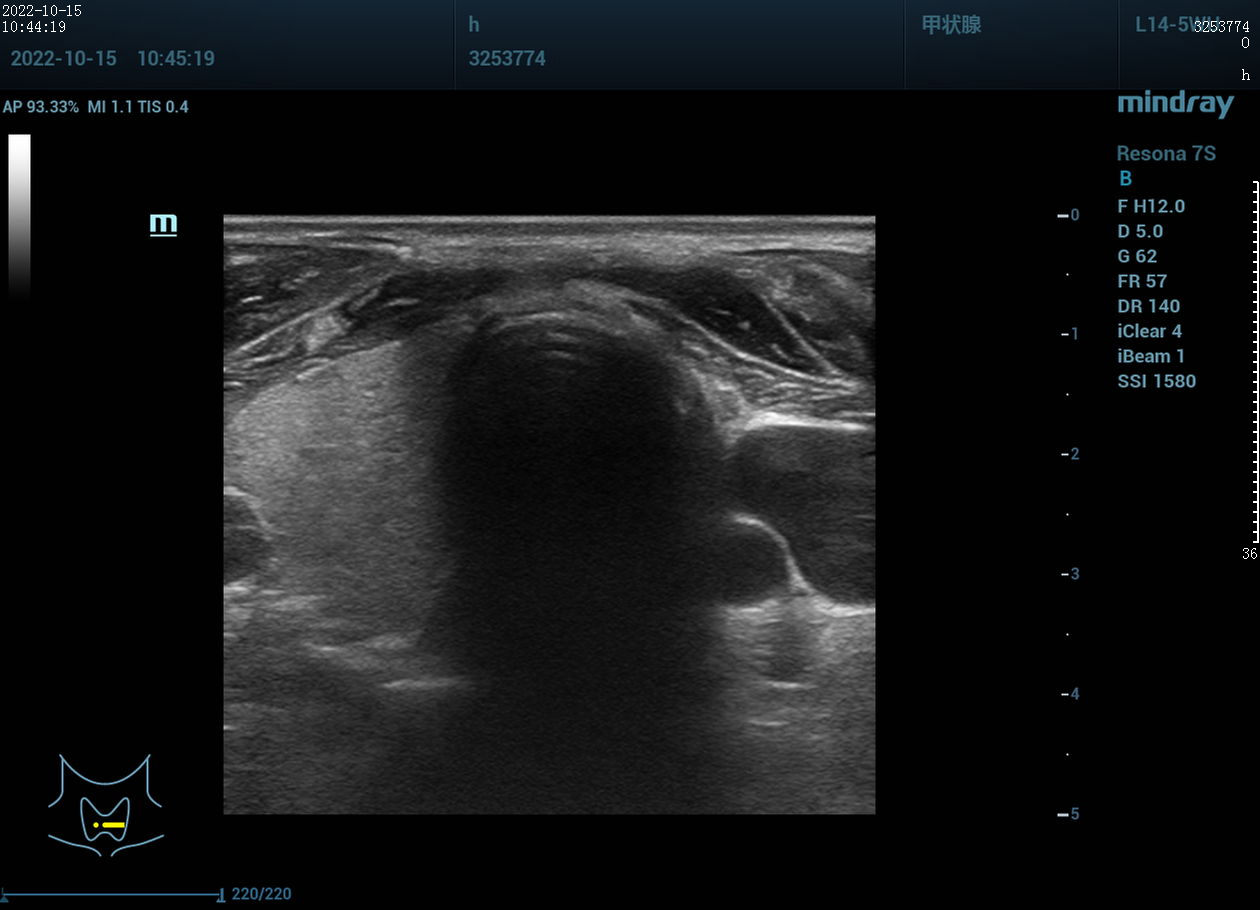 2022-10-15
10:44:19
h
甲状腺
L14-5WU
3253774
0
2022-10-15 10:45:19
3253774
h
AP 93.33% MI 1.1 TIS 0.4
mindray
Resona 7S
B
m
F H12.0
D 5.0
G 62
FR 57
DR 140
iClear 4
iBeam 1
SSI 1580
0
1
2
3
4
5
36
220/220